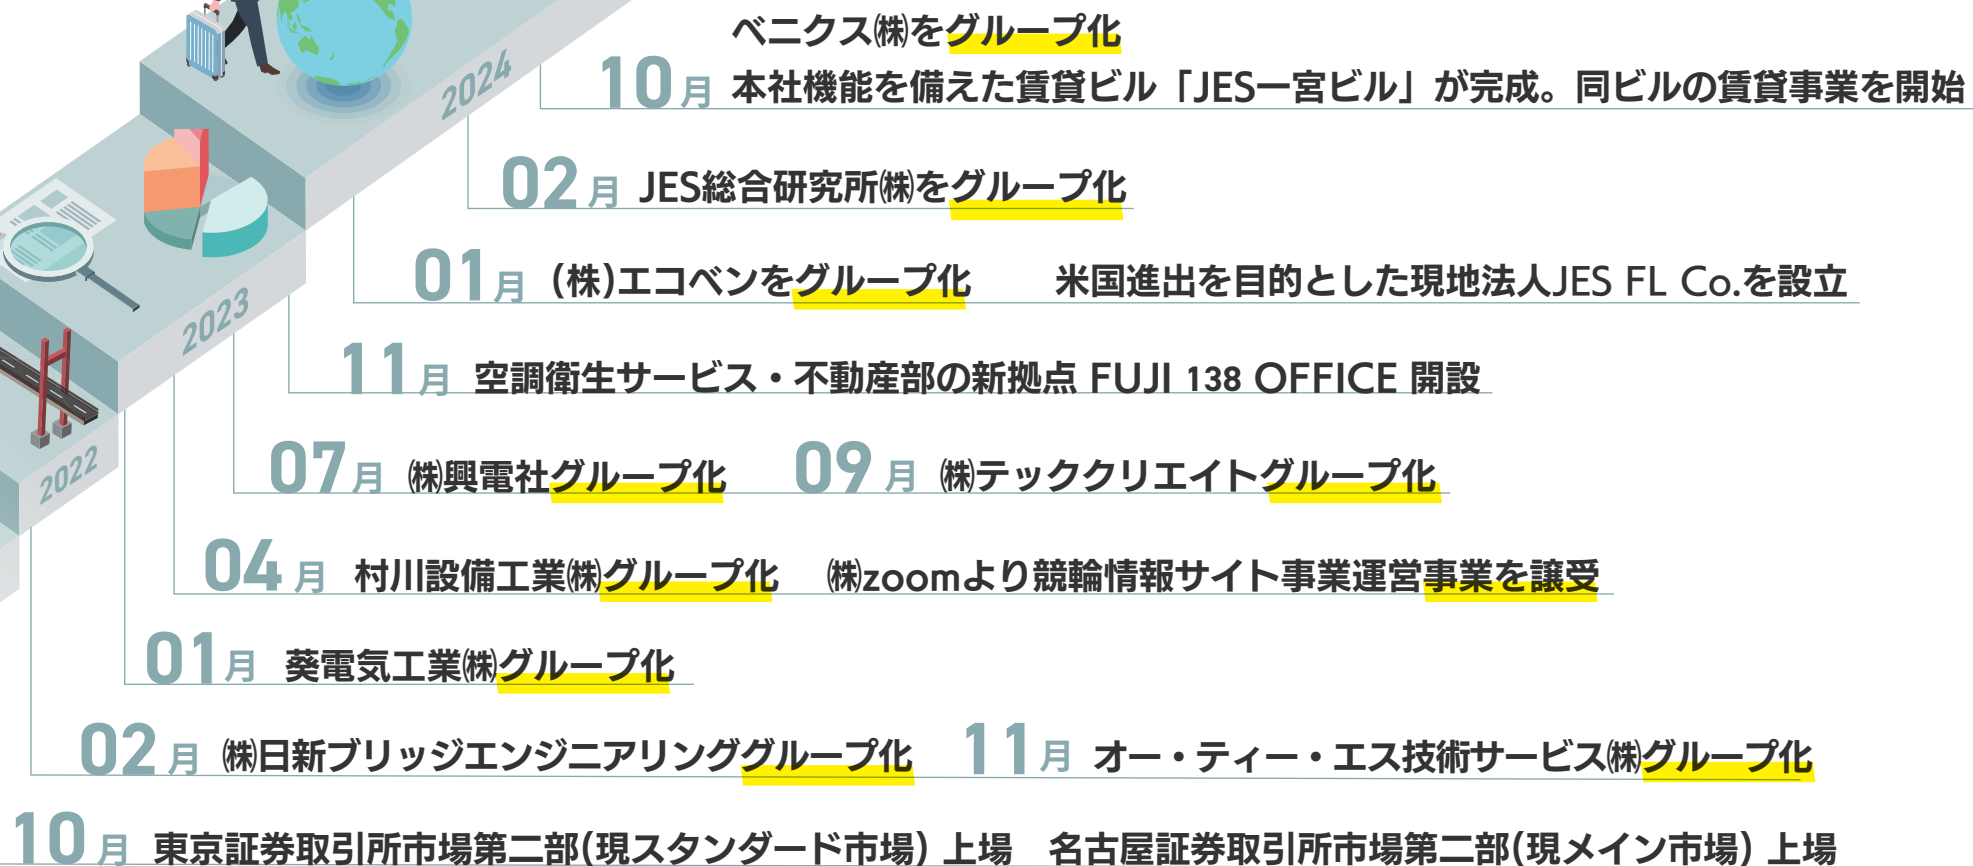 ベニクス㈱をグループ化
10月 本社機能を備えた賃貸ビル「JES一宮ビル」が完成。同ビルの賃貸事業を開始
2024
02月 JES総合研究所㈱をグループ化
01月 (株)エコベンをグループ化 米国進出を目的とした現地法人JES FL Co.を設立
2023
11月 空調衛生サービス・不動産部の新拠点 FUJI 138 OFFICE 開設
07月 ㈱興電社グループ化 09月 ㈱テッククリエイトグループ化
2022
04月 村川設備工業㈱グループ化 ㈱zoomより競輪情報サイト事業運営事業を譲受
01月 葵電気工業㈱グループ化
02月 ㈱日新ブリッジエンジニアリンググループ化 11月 オー・ティー・エス技術サービス㈱グループ化
10月 東京証券取引所市場第二部(現スタンダード市場) 上場 名古屋証券取引所市場第二部(現メイン市場) 上場